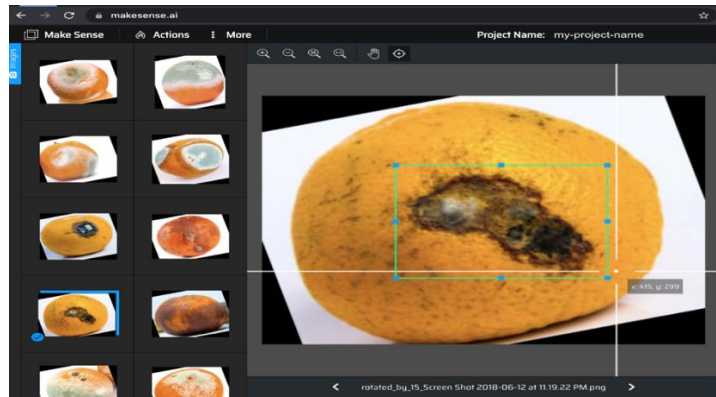 makesense.ai
Make Sense Actions More Project Name: my-project-name
Images
x: 415, y: 299
rotated_by_15_Screen Shot 2018-06-12 at 11.19.22 PM.png